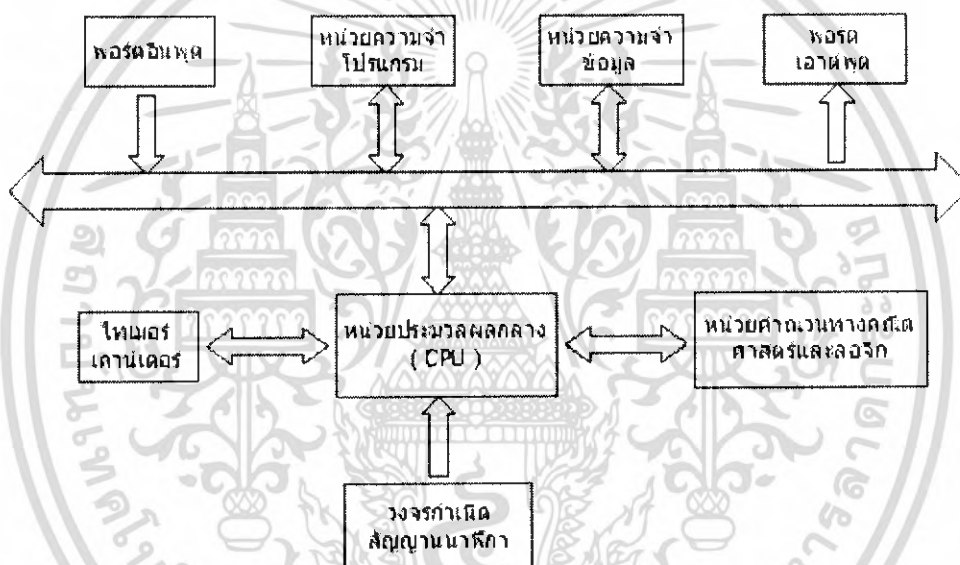 พอร์ตอินพุต
หน่วยความจำ
โปรแกรม
หน่วยความจำ
ข้อมูล
พอร์ต
เอาต์พุต
ไทเมอร์
เคาน์เตอร์
หน่วยประมวลผลกลาง
( CPU )
หน่วยคำณวนทางคณิต
ศาสตร์และลอจิก
วงจรกำเนิด
สัญญานนาฬิกา